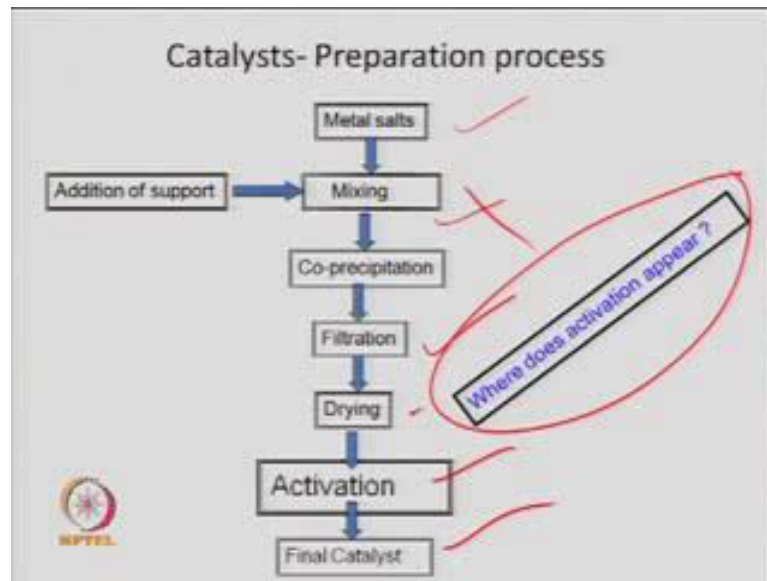 Catalysts- Preparation process
Metal salts
Addition of support
Mixing
Co-precipitation
Filtration
Drying
Where does activation appear ?
Activation
Final Catalyst
NPTEL